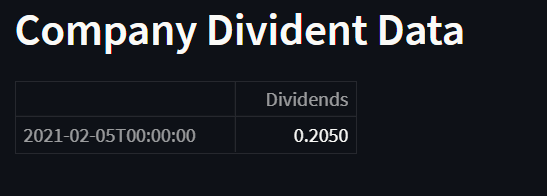 Company Divident Data
Dividends
2021-02-05T00:00:00 0.2050